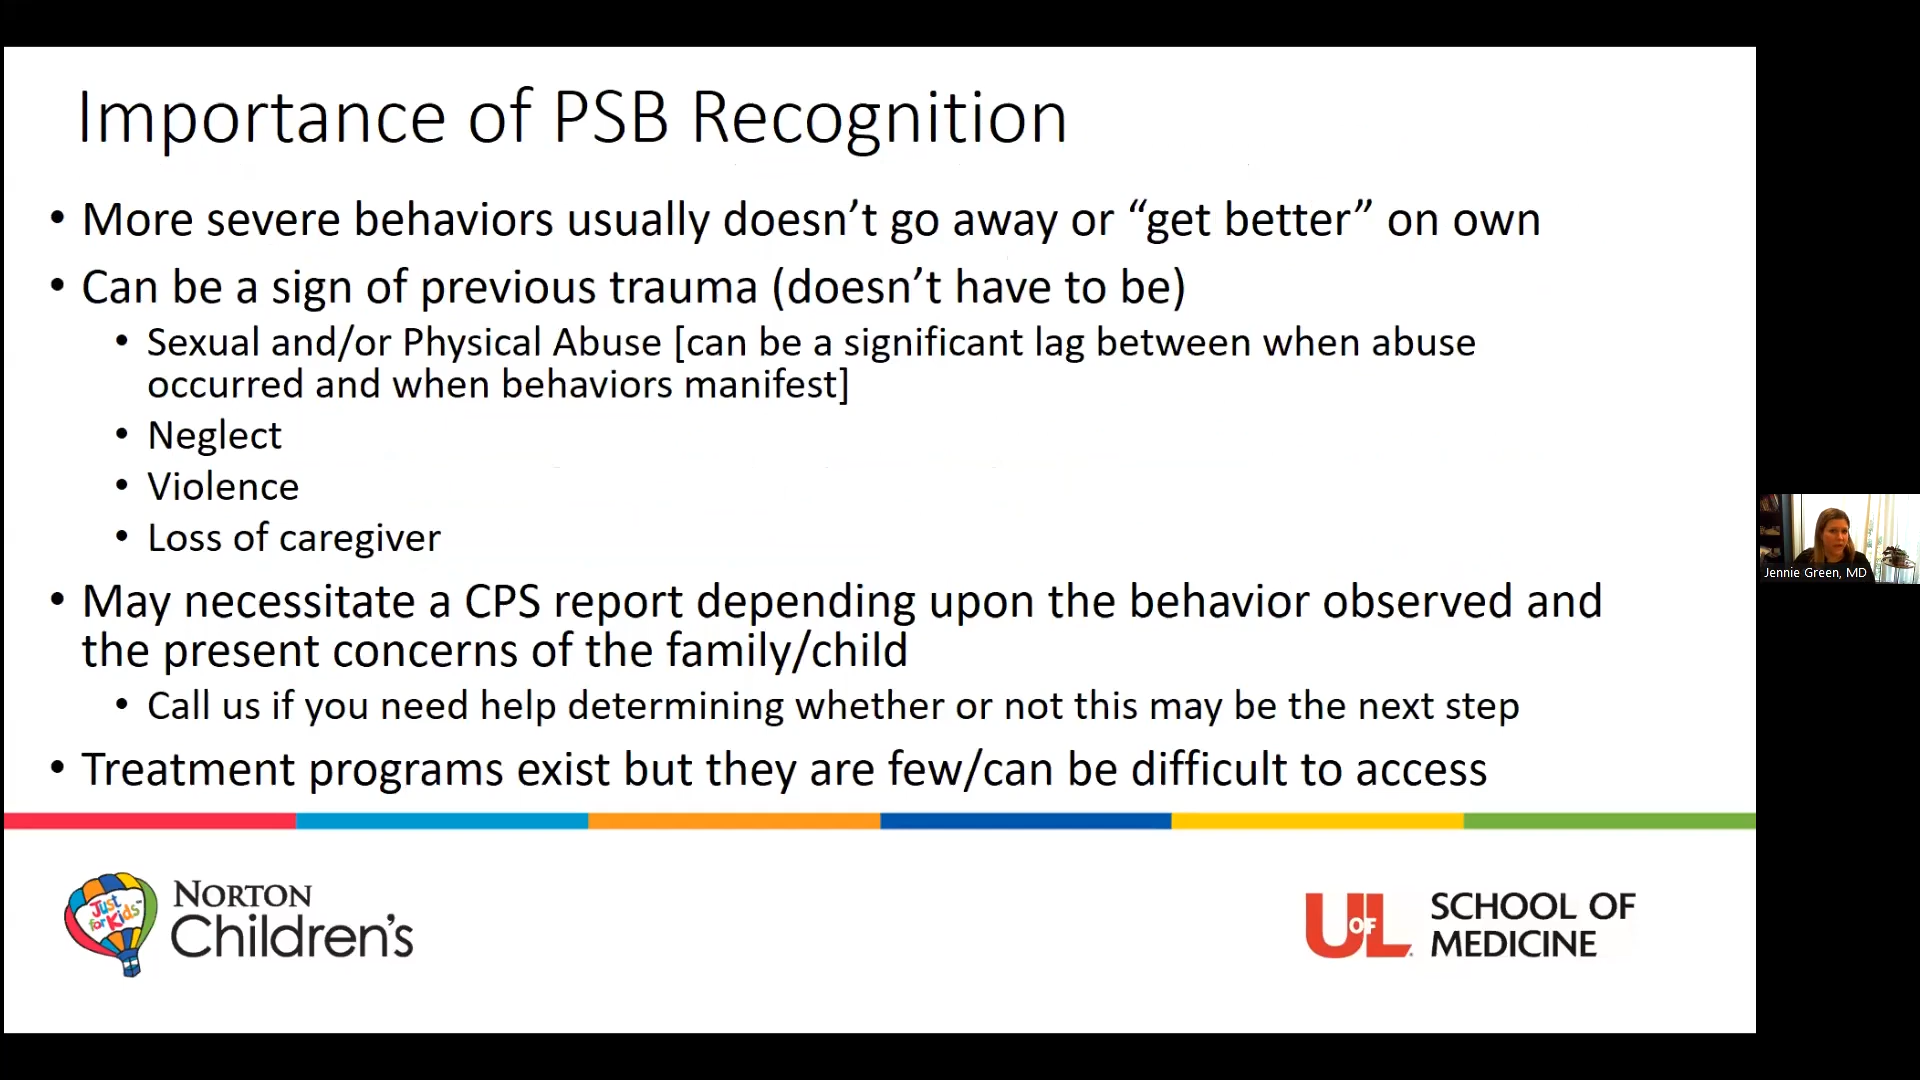 Importance of PSB Recognition
• More severe behaviors usually doesn’t go away or “get better” on own
• Can be a sign of previous trauma (doesn’t have to be)
• Sexual and/or Physical Abuse [can be a significant lag between when abuse
occurred and when behaviors manifest]
• Neglect
• Violence
• Loss of caregiver
• May necessitate a CPS report depending upon the behavior observed and
the present concerns of the family/child
• Call us if you need help determining whether or not this may be the next step
• Treatment programs exist but they are few/can be difficult to access
Jennie Green, MD
Just
for Kids™
NORTON
Children’s
UofL
SCHOOL OF
MEDICINE